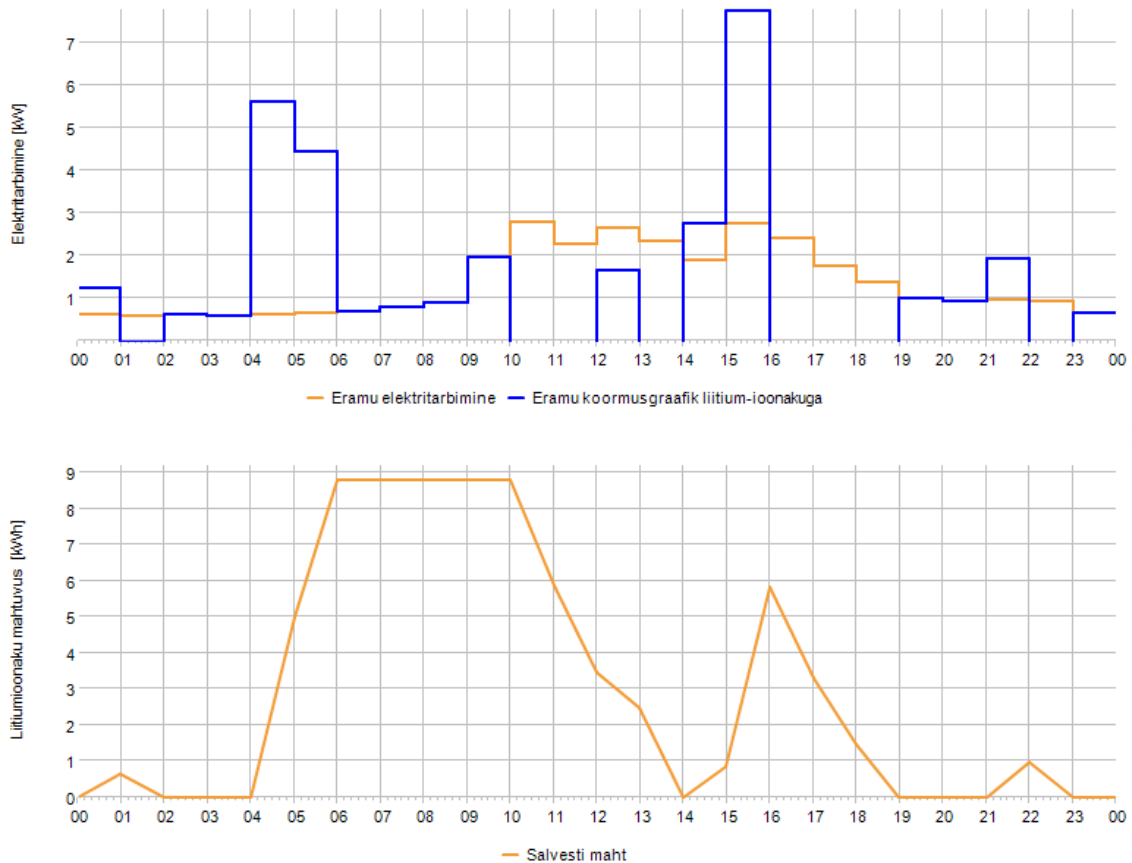 7
6
5
4
3
2
1
Elektritarbimine [kW]
00 01 02 03 04 05 06 07 08 09 10 11 12 13 14 15 16 17 18 19 20 21 22 23 00
Eramu elektritarbimine Eramu koormusgraafik liitium-ioonakuga
9
8
7
6
5
4
3
2
1
0
Liitiumioonaku mahtuvus [kWh]
00 01 02 03 04 05 06 07 08 09 10 11 12 13 14 15 16 17 18 19 20 21 22 23 00
Salvesti maht